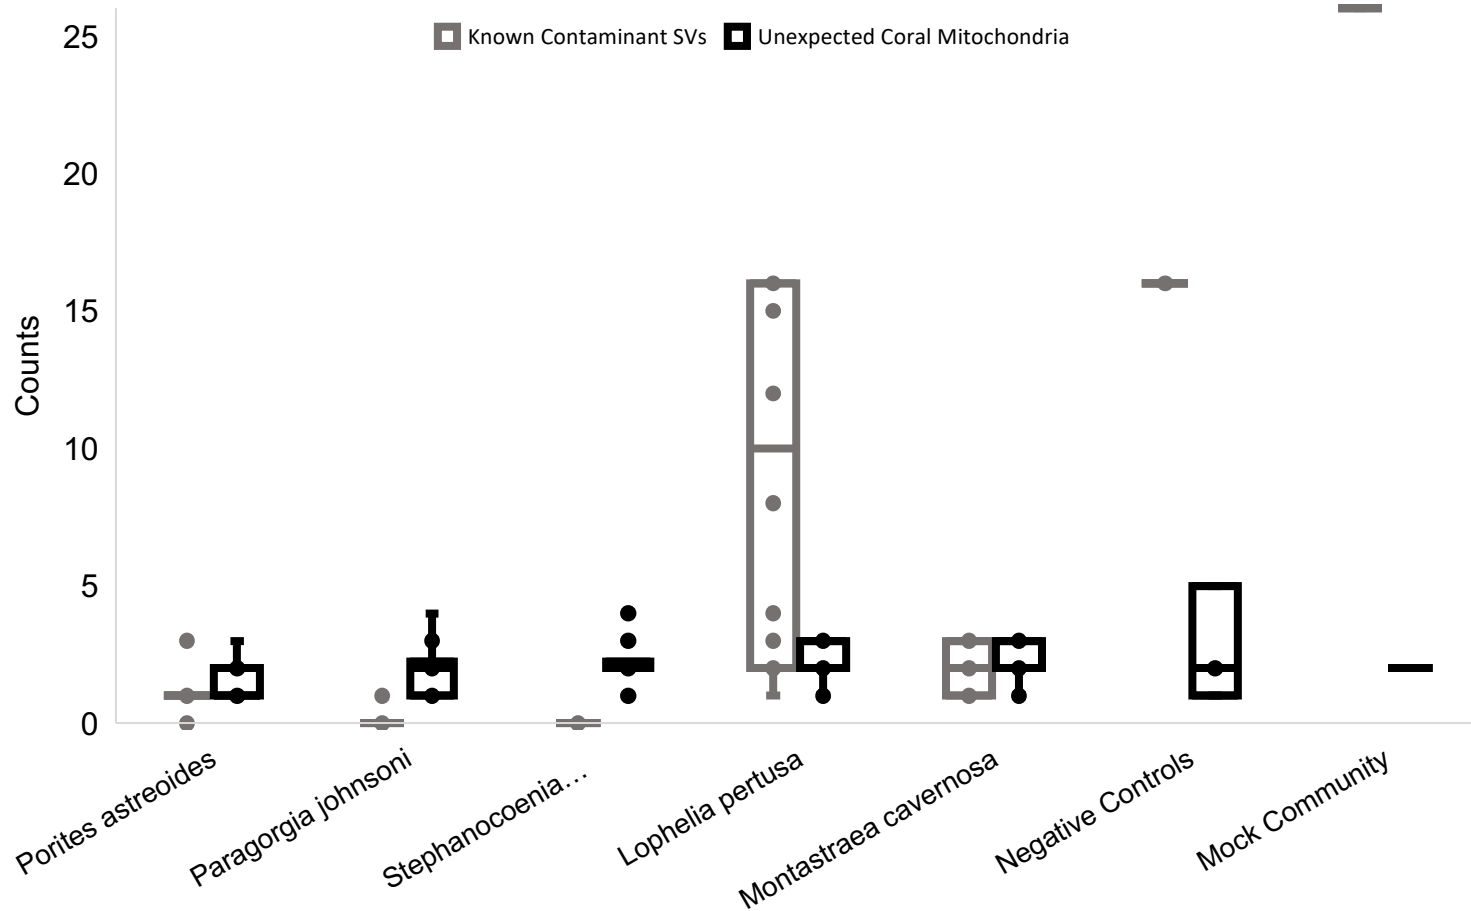 Known Contaminant SVs
Unexpected Coral Mitochondria
25
20
15
10
5
0
Counts
Porites astreoides
Paragorgia johnsoni
Stephanocoenia…
Lophelia pertusa
Montastraea cavernosa
Negative Controls
Mock Community